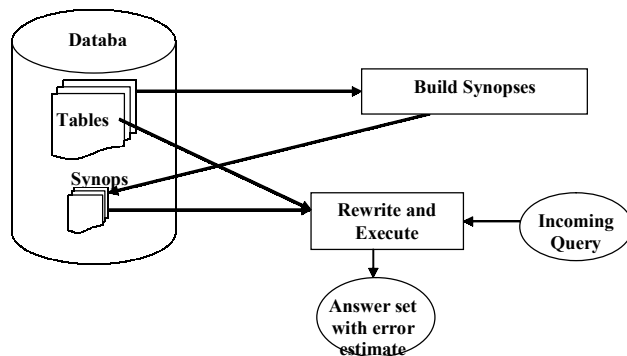 Databa
Build Synopses
Tables
Synops
Rewrite and
Execute
Incoming
Query
Answer set
with error
estimate